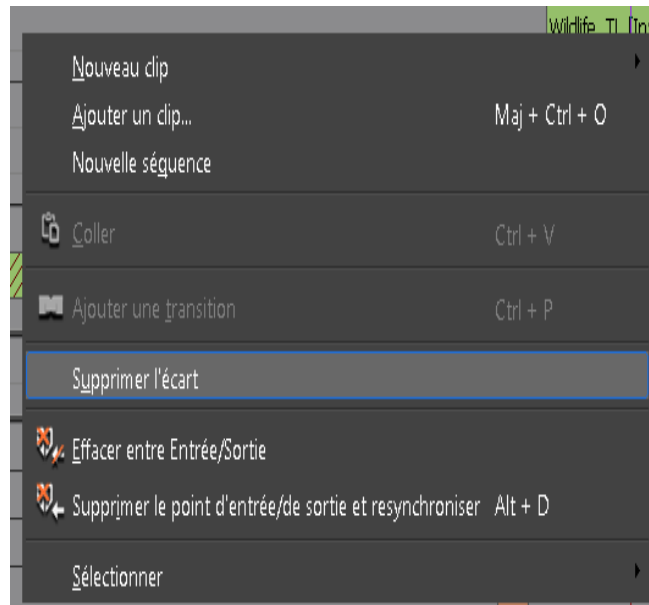 Wildlife_TL [In
Nouveau clip
Ajouter un clip... Maj + Ctrl + O
Nouvelle séquence
Coller Ctrl + V
Ajouter une transition Ctrl + P
Supprimer l'écart
Effacer entre Entrée/Sortie
Supprimer le point d'entrée/de sortie et resynchroniser Alt + D
Sélectionner